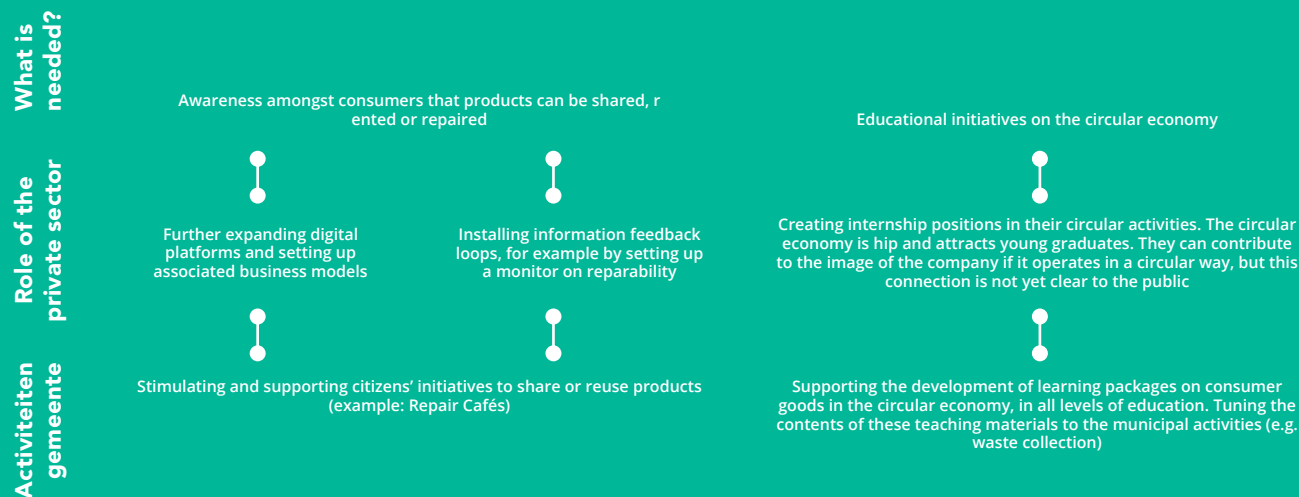 What is
needed?
Awareness amongst consumers that products can be shared, r
ented or repaired
Educational initiatives on the circular economy
Role of the
private sector
Further expanding digital
platforms and setting up
associated business models
Installing information feedback
loops, for example by setting up
a monitor on reparability
Creating internship positions in their circular activities. The circular
economy is hip and attracts young graduates. They can contribute
to the image of the company if it operates in a circular way, but this
connection is not yet clear to the public
Activiteiten
gemeente
Stimulating and supporting citizens’ initiatives to share or reuse products
(example: Repair Cafés)
Supporting the development of learning packages on consumer
goods in the circular economy, in all levels of education. Tuning the
contents of these teaching materials to the municipal activities (e.g.
waste collection)